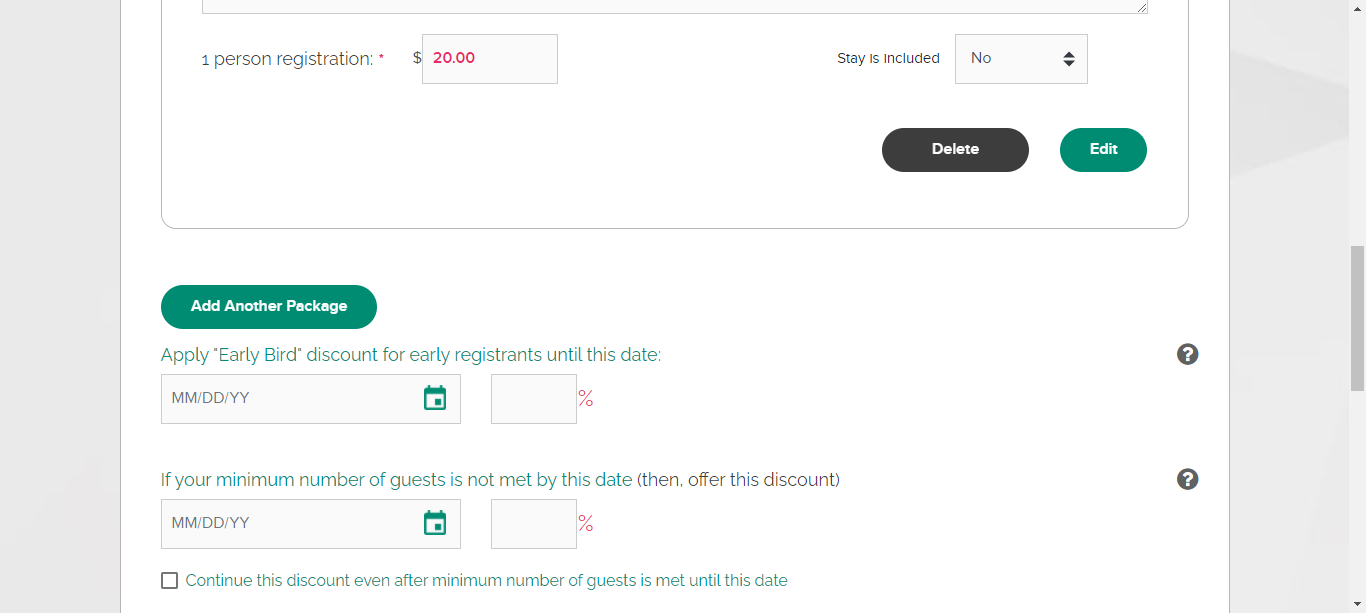 1 person registration: * $ 20.00 Stay Is Included No
Delete Edit
Add Another Package
Apply "Early Bird" discount for early registrants until this date:
MM/DD/YY %
If your minimum number of guests is not met by this date (then, offer this discount)
MM/DD/YY %
Continue this discount even after minimum number of guests is met until this date